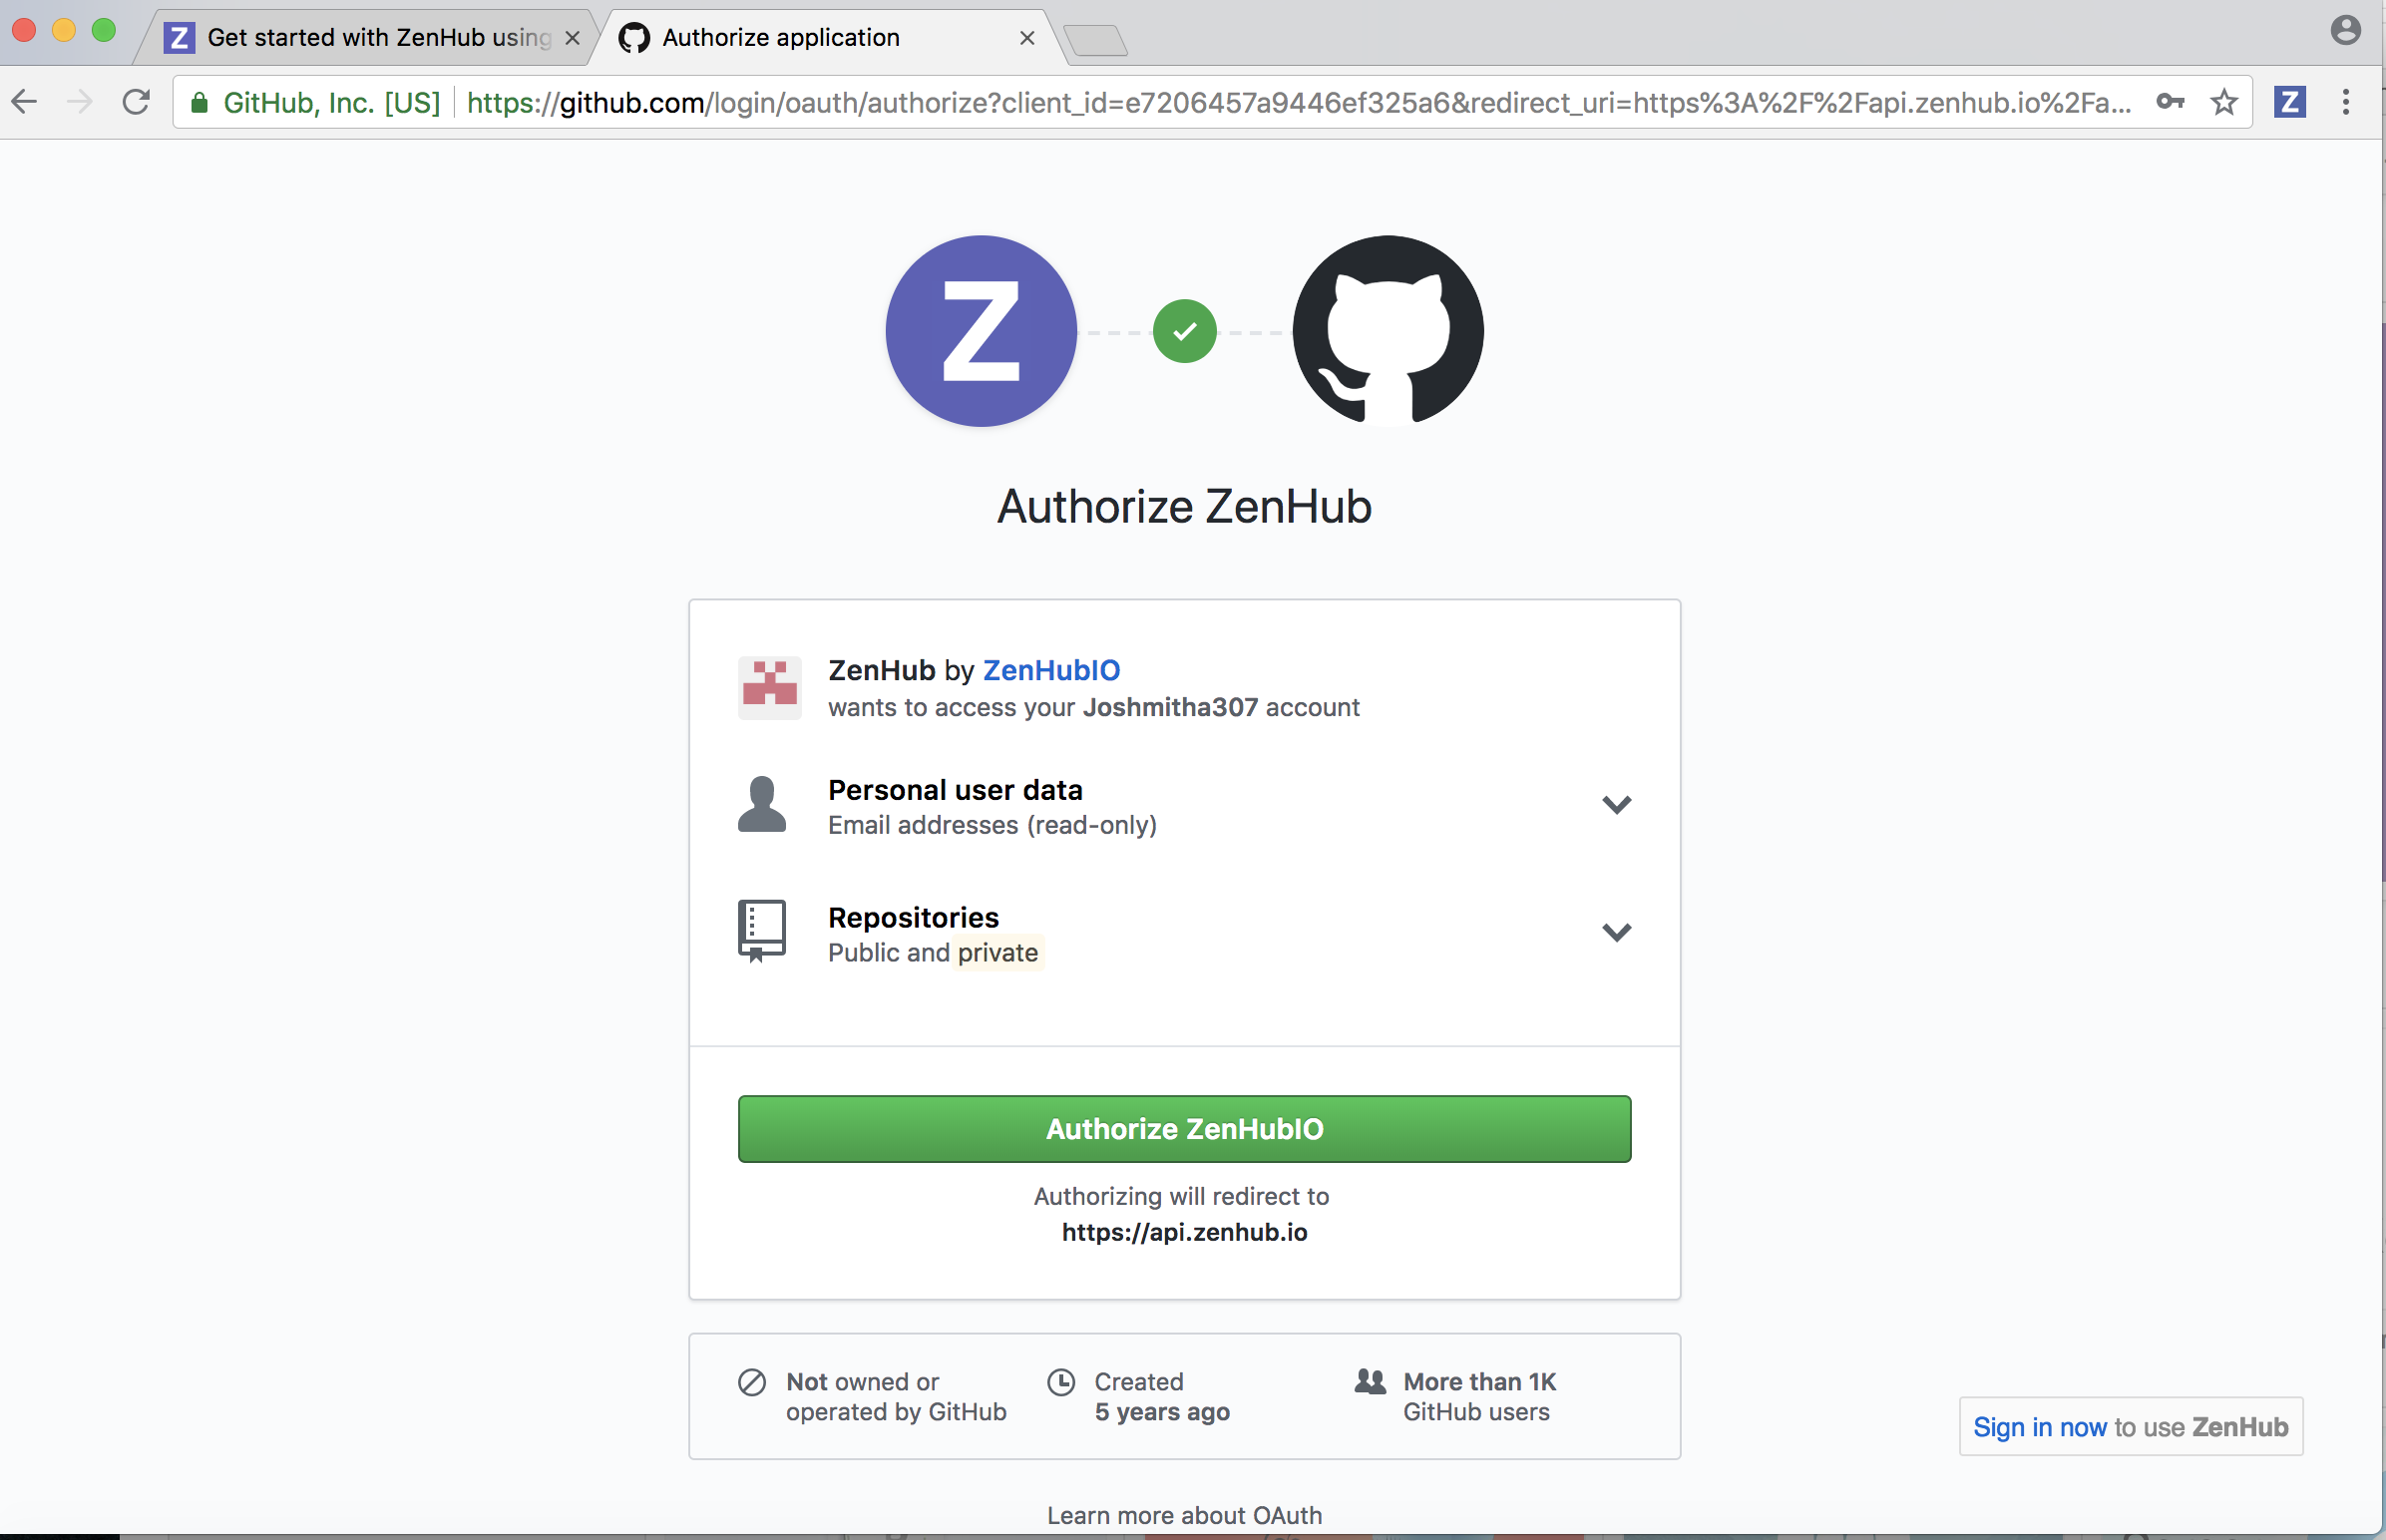 Get started with ZenHub using
Authorize application
GitHub, Inc. [US]
https://github.com/login/oauth/authorize?client_id=e7206457a9446ef325a6&redirect_uri=https%3A%2F%2Fapi.zenhub.io%2Fa...
Z
Authorize ZenHub
ZenHub by ZenHubIO
wants to access your Joshmitha307 account
Personal user data
Email addresses (read-only)
Repositories
Public and private
Authorize ZenHubIO
Authorizing will redirect to
https://api.zenhub.io
Not owned or
operated by GitHub
Created
5 years ago
More than 1K
GitHub users
Sign in now to use ZenHub
Learn more about OAuth